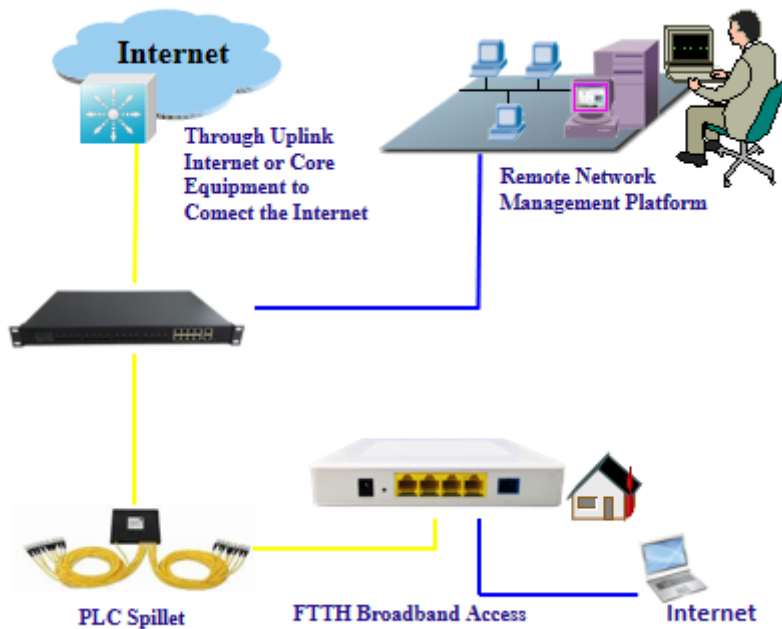 Internet
Through Uplink
Internet or Core
Equipment to
Comect the Internet
Remote Network
Management Platform
PLC Spillet
FTTH Broadband Access
Internet